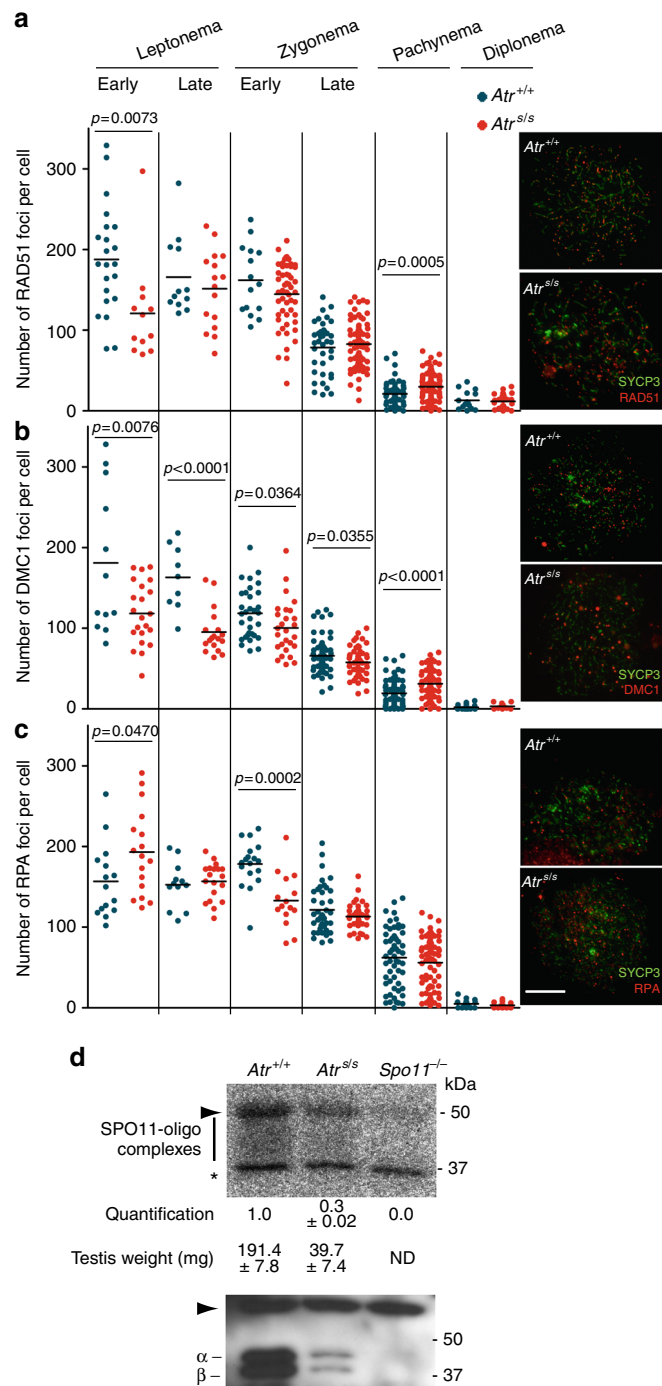 a
Leptonema Zygonema Pachynema Diplonema
Early Late Early Late
Atr+/+
Atr s/s
p=0.0073
p=0.0005
Number of RAD51 foci per cell
300
200
100
0
Atr+/+
Atr s/s
SYCP3
RAD51
b
p=0.0076
p<0.0001
p=0.0364
p=0.0355
p<0.0001
Number of DMC1 foci per cell
300
200
100
0
Atr+/+
Atr s/s
SYCP3
DMC1
c
p=0.0470
p=0.0002
Number of RPA foci per cell
300
200
100
0
Atr+/+
Atr s/s
SYCP3
RPA
d
Atr+/+ Atr s/s Spo11−/−
kDa
- 50
SPO11-oligo
complexes
*
- 37
Quantification 1.0 0.3 ± 0.02 0.0
Testis weight (mg) 191.4 ± 7.8 39.7 ± 7.4 ND
- 50
α –
β –
- 37